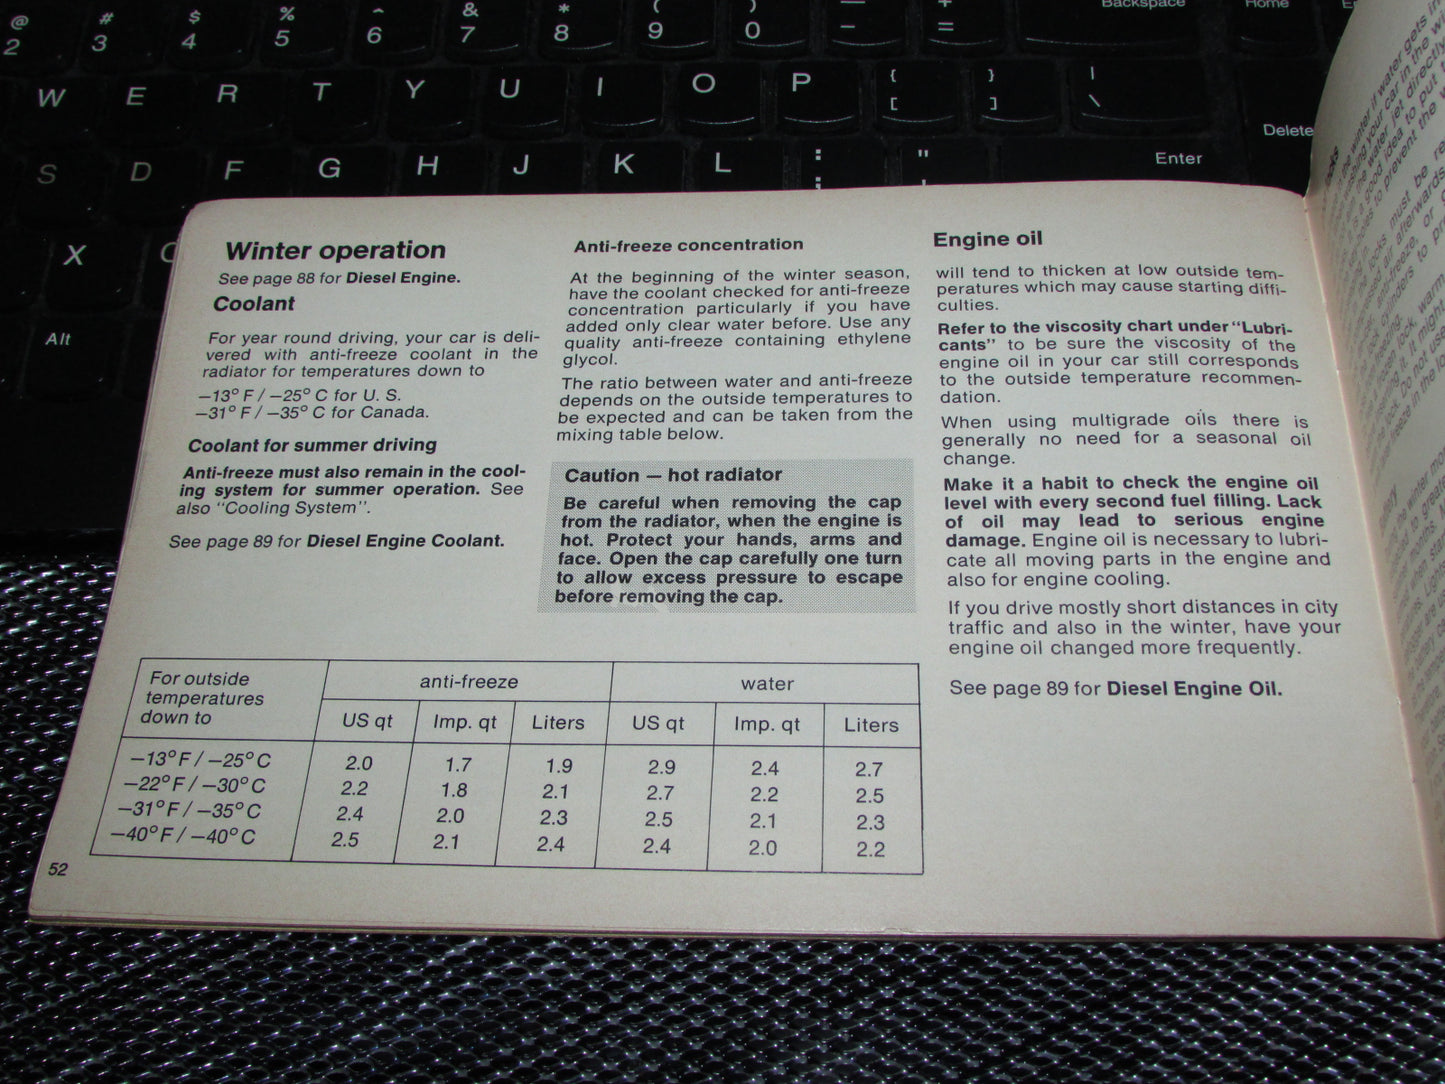 @ # $ % ^ & * ( ) — +
2 3 4 5 6 7 8 9 0 – =
Backspace Home
W E R T Y U I O P { [ } ] | \
Delete
S D F G H J K L : ; " '
Enter
X
Alt
Winter operation
See page 88 for Diesel Engine.
Coolant
For year round driving, your car is deli-
vered with anti-freeze coolant in the
radiator for temperatures down to
—13° F / —25° C for U. S.
—31° F / —35° C for Canada.
Coolant for summer driving
Anti-freeze must also remain in the cool-
ing system for summer operation. See
also "Cooling System".
See page 89 for Diesel Engine Coolant.
Anti-freeze concentration
At the beginning of the winter season,
have the coolant checked for anti-freeze
concentration particularly if you have
added only clear water before. Use any
quality anti-freeze containing ethylene
glycol.
The ratio between water and anti-freeze
depends on the outside temperatures to
be expected and can be taken from the
mixing table below.
Caution — hot radiator
Be careful when removing the cap
from the radiator, when the engine is
hot. Protect your hands, arms and
face. Open the cap carefully one turn
to allow excess pressure to escape
before removing the cap.
Engine oil
will tend to thicken at low outside tem-
peratures which may cause starting diffi-
culties.
Refer to the viscosity chart under "Lubri-
cants" to be sure the viscosity of the
engine oil in your car still corresponds
to the outside temperature recommen-
dation.
When using multigrade oils there is
generally no need for a seasonal oil
change.
Make it a habit to check the engine oil
level with every second fuel filling. Lack
of oil may lead to serious engine
damage. Engine oil is necessary to lubri-
cate all moving parts in the engine and
also for engine cooling.
If you drive mostly short distances in city
traffic and also in the winter, have your
engine oil changed more frequently.
See page 89 for Diesel Engine Oil.
For outside
temperatures
down to
anti-freeze water
US qt Imp. qt Liters US qt Imp. qt Liters
—13° F / —25° C 2.0 1.7 1.9 2.9 2.4 2.7
—22° F / —30° C 2.2 1.8 2.1 2.7 2.2 2.5
—31° F / —35° C 2.4 2.0 2.3 2.5 2.1 2.3
—40° F / —40° C 2.5 2.1 2.4 2.4 2.0 2.2
52